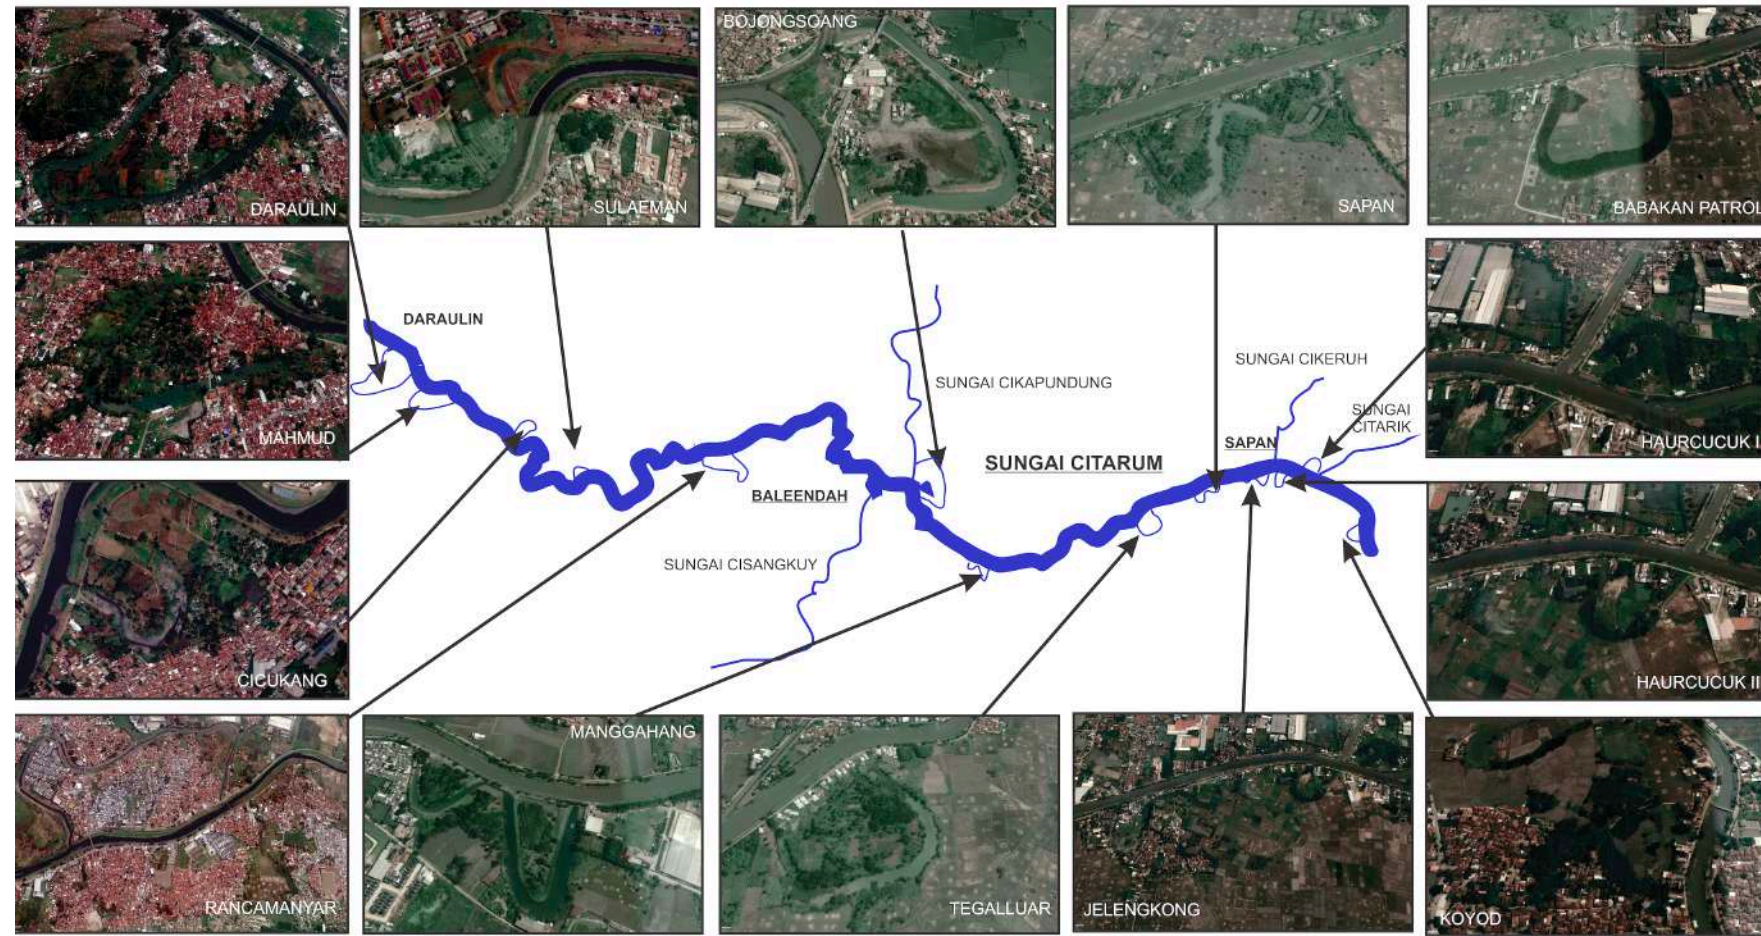 BOJONGSOANG
DARAULIN
SULAEMAN
SAPAN
BABAKAN PATROL
MAHMUD
DARAULIN
SUNGAI CIKAPUNDUNG
SUNGAI CIKERUH
SUNGAI
CITARIK
HAURCUCUK I
SAPAN
SUNGAI CITARUM
BALEENDAH
SUNGAI CISANGKUY
CICUKANG
HAURCUCUK II
MANGGAHANG
RANCAMANYAR
TEGALLUAR
JELENGKONG
KOYOD